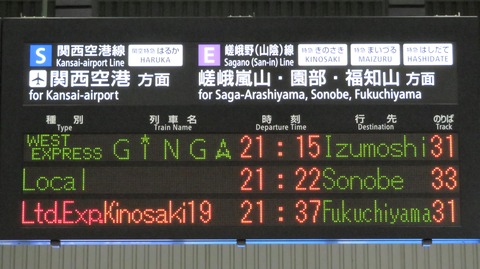 S 関西空港線 Kansai-airport Line 関空特急 はるか HARUKA
関西空港 方面
for Kansai-airport
E 嵯峨野(山陰)線 Sagano (San-in) Line 特急 きのさき KINOSAKI 特急 まいづる MAIZURU 特急 はしだて HASHIDATE
嵯峨嵐山・園部・福知山 方面
for Saga-Arashiyama, Sonobe, Fukuchiyama
種別 列車名 時刻 行先 のりば
Type Train Name Departure Time Destination Track
WEST EXPRESS GINGA 21:15 Izumoshi 31
Local 21:22 Sonobe 33
Ltd.Exp.Kinosaki19 21:37 Fukuchiyama 31